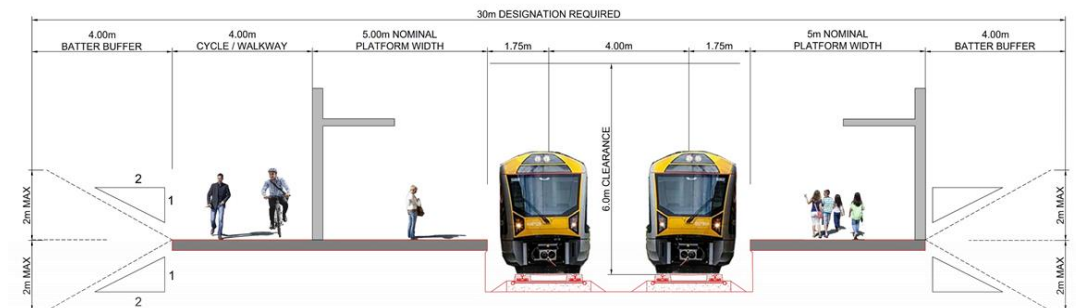 30m DESIGNATION REQUIRED
4.00m
BATTER BUFFER
4.00m
CYCLE / WALKWAY
5.00m NOMINAL
PLATFORM WIDTH
1.75m
4.00m
1.75m
5m NOMINAL
PLATFORM WIDTH
4.00m
BATTER BUFFER
6.0m CLEARANCE
2m MAX
2m MAX
2
1
1
2
2m MAX
2m MAX